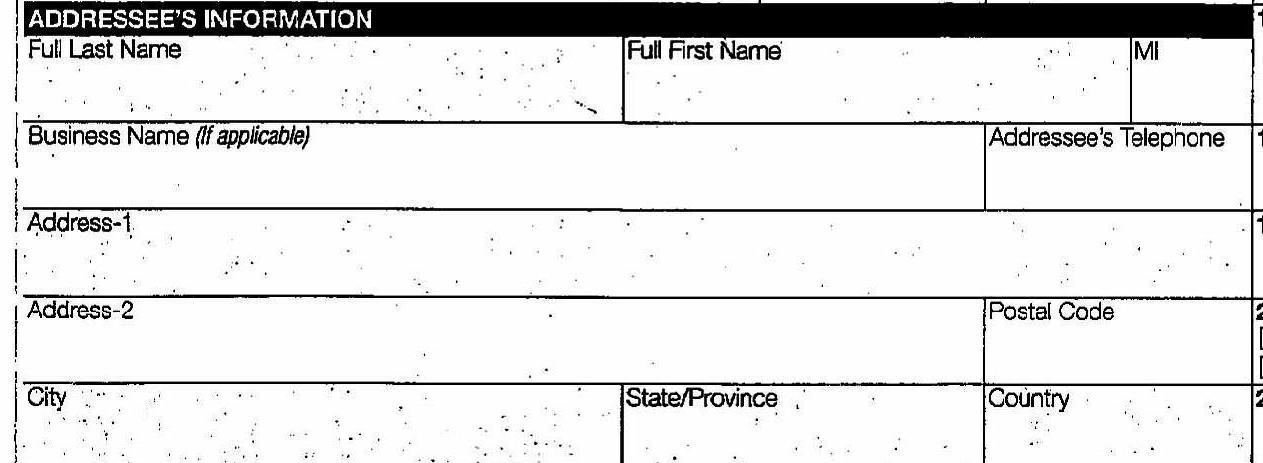 ADDRESSEE'S INFORMATION
Full Last Name Full First Name MI
Business Name (If applicable) Addressee's Telephone
Address-1
Address-2 Postal Code
City State/Province Country